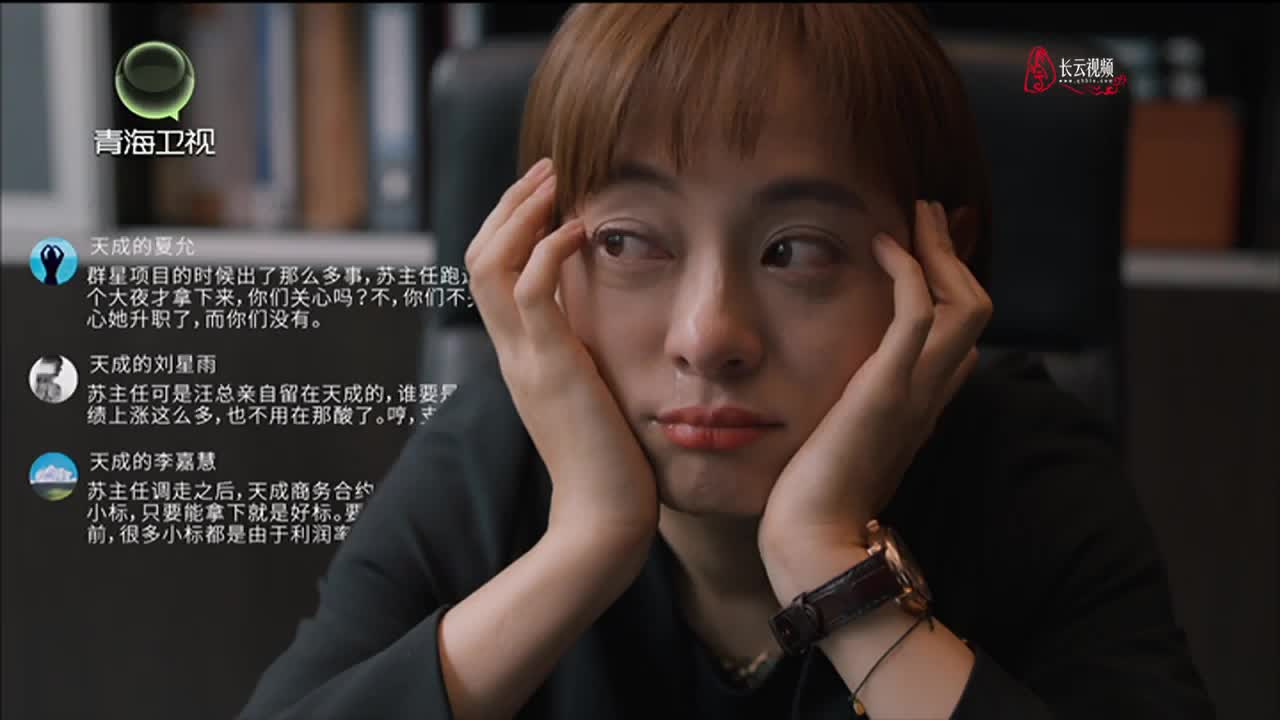 青海卫视
长云视频
天成的夏允
群星项目的时候出了那么多事,苏主任跑
个大夜才拿下来,你们关心吗?不,你们不
心她升职了,而你们没有。
天成的刘星雨
苏主任可是汪总亲自留在天成的,谁要是
绩上涨这么多,也不用在那酸了。哼,支
天成的李嘉慧
苏主任调走之后,天成商务合约
小标,只要能拿下就是好标。要
前,很多小标都是由于利润率